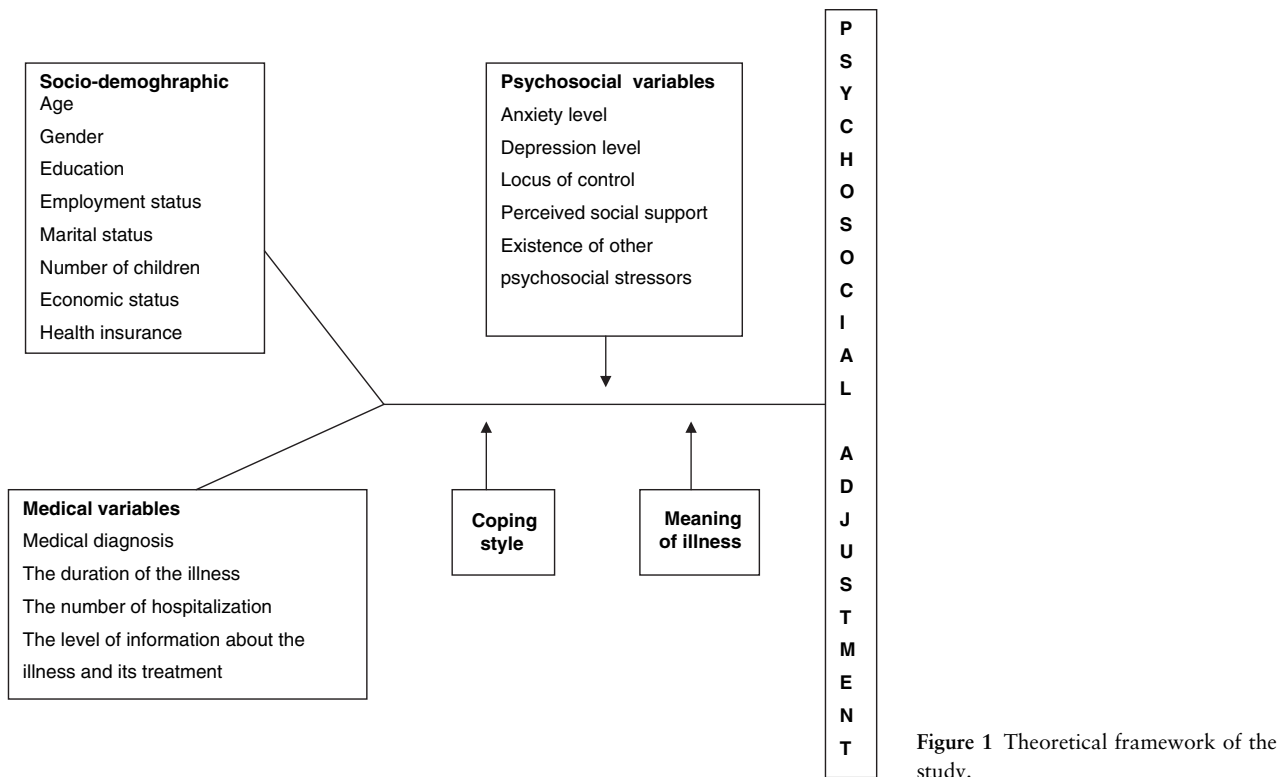 Socio-demoghraphic
Age
Gender
Education
Employment status
Marital status
Number of children
Economic status
Health insurance
Psychosocial variables
Anxiety level
Depression level
Locus of control
Perceived social support
Existence of other
psychosocial stressors
Medical variables
Medical diagnosis
The duration of the illness
The number of hospitalization
The level of information about the
illness and its treatment
Coping
style
Meaning
of illness
P
S
Y
C
H
O
S
O
C
I
A
L
A
D
J
U
S
T
M
E
N
T
Figure 1 Theoretical framework of the
study.